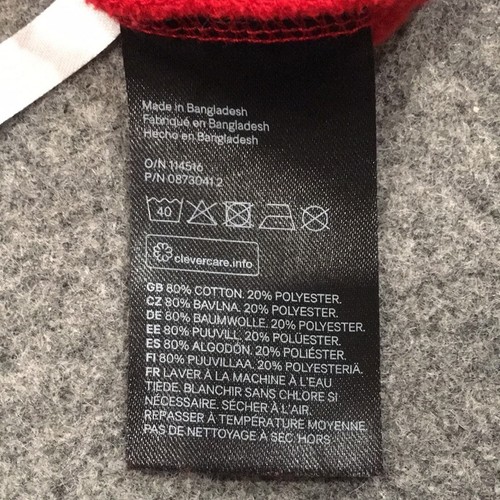 Made in Bangladesh
Fabriqué en Bangladesh
Hecho en Bangladesh
O/N 114516
P/N 08730412
40
clevercare.info
GB 80% COTTON. 20% POLYESTER.
CZ 80% BAVLNA. 20% POLYESTER.
DE 80% BAUMWOLLE. 20% POLYESTER.
EE 80% PUUVILL. 20% POLÜESTER.
ES 80% ALGODÓN. 20% POLIÉSTER.
FI 80% PUUVILLAA. 20% POLYESTERIÄ.
FR LAVER À LA MACHINE À L'EAU
TIÈDE. BLANCHIR SANS CHLORE SI
NÉCESSAIRE. SÉCHER À L'AIR.
REPASSER À TEMPÉRATURE MOYENNE.
PAS DE NETTOYAGE À SEC. HORS